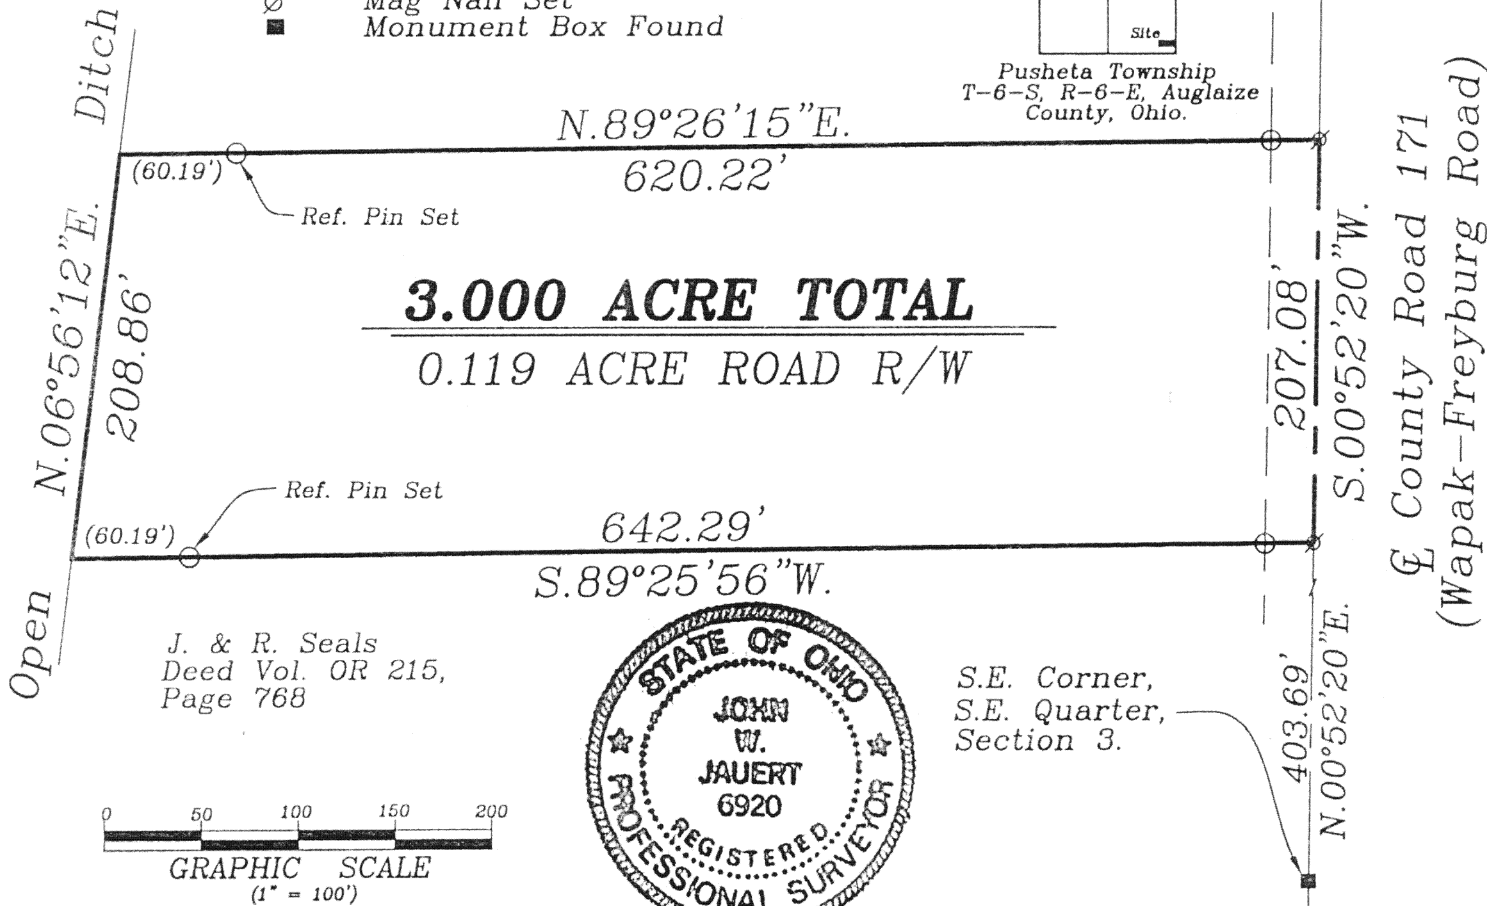 Mag Nail Set
Monument Box Found
Site
Pusheta Township
T-6-S, R-6-E, Auglaize
County, Ohio.
Open Ditch
N.89°26'15"E.
620.22'
(60.19')
Ref. Pin Set
N.06°56'12"E.
208.86'
3.000 ACRE TOTAL
0.119 ACRE ROAD R/W
207.08'
S.00°52'20"W.
℄ County Road 171
(Wapak-Freyburg Road)
Ref. Pin Set
(60.19')
642.29'
S.89°25'56"W.
J. & R. Seals
Deed Vol. OR 215,
Page 768
STATE OF OHIO
JOHN
W.
JAUERT
6920
REGISTERED
PROFESSIONAL SURVEYOR
S.E. Corner,
S.E. Quarter,
Section 3.
403.69'
N.00°52'20"E.
0 50 100 150 200
GRAPHIC SCALE
(1" = 100')